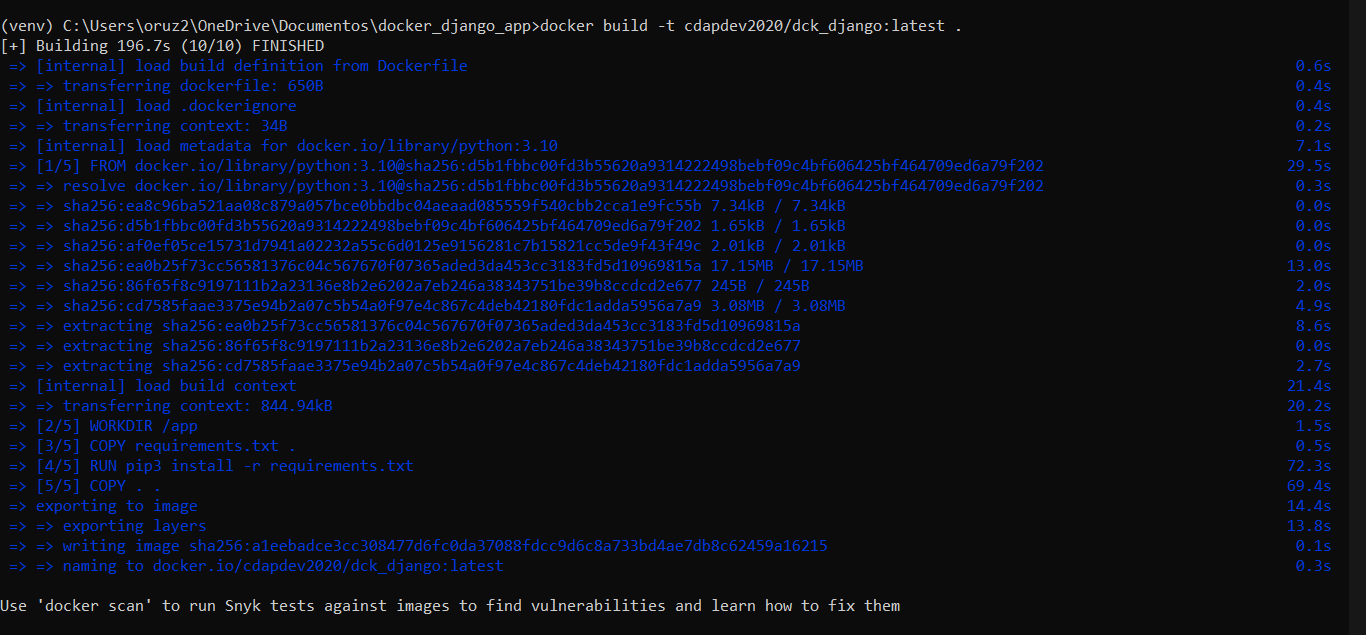 (venv) C:\Users\oruz2\OneDrive\Documentos\docker_django_app>docker build -t cdapdev2020/dck_django:latest .
[+] Building 196.7s (10/10) FINISHED
=> [internal] load build definition from Dockerfile 0.6s
=> => transferring dockerfile: 650B 0.4s
=> [internal] load .dockerignore 0.4s
=> => transferring context: 34B 0.2s
=> [internal] load metadata for docker.io/library/python:3.10 7.1s
=> [1/5] FROM docker.io/library/python:3.10@sha256:d5b1fbbc00fd3b55620a9314222498bebf09c4bf606425bf464709ed6a79f202 29.5s
=> => resolve docker.io/library/python:3.10@sha256:d5b1fbbc00fd3b55620a9314222498bebf09c4bf606425bf464709ed6a79f202 0.3s
=> => sha256:ea8c96ba521aa08c879a057bce0bbdbc04aeaad085559f540cbb2cca1e9fc55b 7.34kB / 7.34kB 0.0s
=> => sha256:d5b1fbbc00fd3b55620a9314222498bebf09c4bf606425bf464709ed6a79f202 1.65kB / 1.65kB 0.0s
=> => sha256:af0ef05ce15731d7941a02232a55c6d0125e9156281c7b15821cc5de9f43f49c 2.01kB / 2.01kB 0.0s
=> => sha256:ea0b25f73cc56581376c04c567670f07365aded3da453cc3183fd5d10969815a 17.15MB / 17.15MB 13.0s
=> => sha256:86f65f8c9197111b2a23136e8b2e6202a7eb246a38343751be39b8ccdcd2e677 245B / 245B 2.0s
=> => sha256:cd7585faae3375e94b2a07c5b54a0f97e4c867c4deb42180fdc1adda5956a7a9 3.08MB / 3.08MB 4.9s
=> => extracting sha256:ea0b25f73cc56581376c04c567670f07365aded3da453cc3183fd5d10969815a 8.6s
=> => extracting sha256:86f65f8c9197111b2a23136e8b2e6202a7eb246a38343751be39b8ccdcd2e677 0.0s
=> => extracting sha256:cd7585faae3375e94b2a07c5b54a0f97e4c867c4deb42180fdc1adda5956a7a9 2.7s
=> [internal] load build context 21.4s
=> => transferring context: 844.94kB 20.2s
=> [2/5] WORKDIR /app 1.5s
=> [3/5] COPY requirements.txt . 0.5s
=> [4/5] RUN pip3 install -r requirements.txt 72.3s
=> [5/5] COPY . . 69.4s
=> exporting to image 14.4s
=> => exporting layers 13.8s
=> => writing image sha256:a1eebadce3cc308477d6fc0da37088fdcc9d6c8a733bd4ae7db8c62459a16215 0.1s
=> => naming to docker.io/cdapdev2020/dck_django:latest 0.3s
Use 'docker scan' to run Snyk tests against images to find vulnerabilities and learn how to fix them